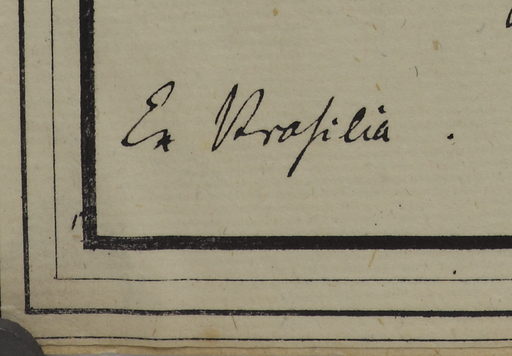 Ex Brasilia .